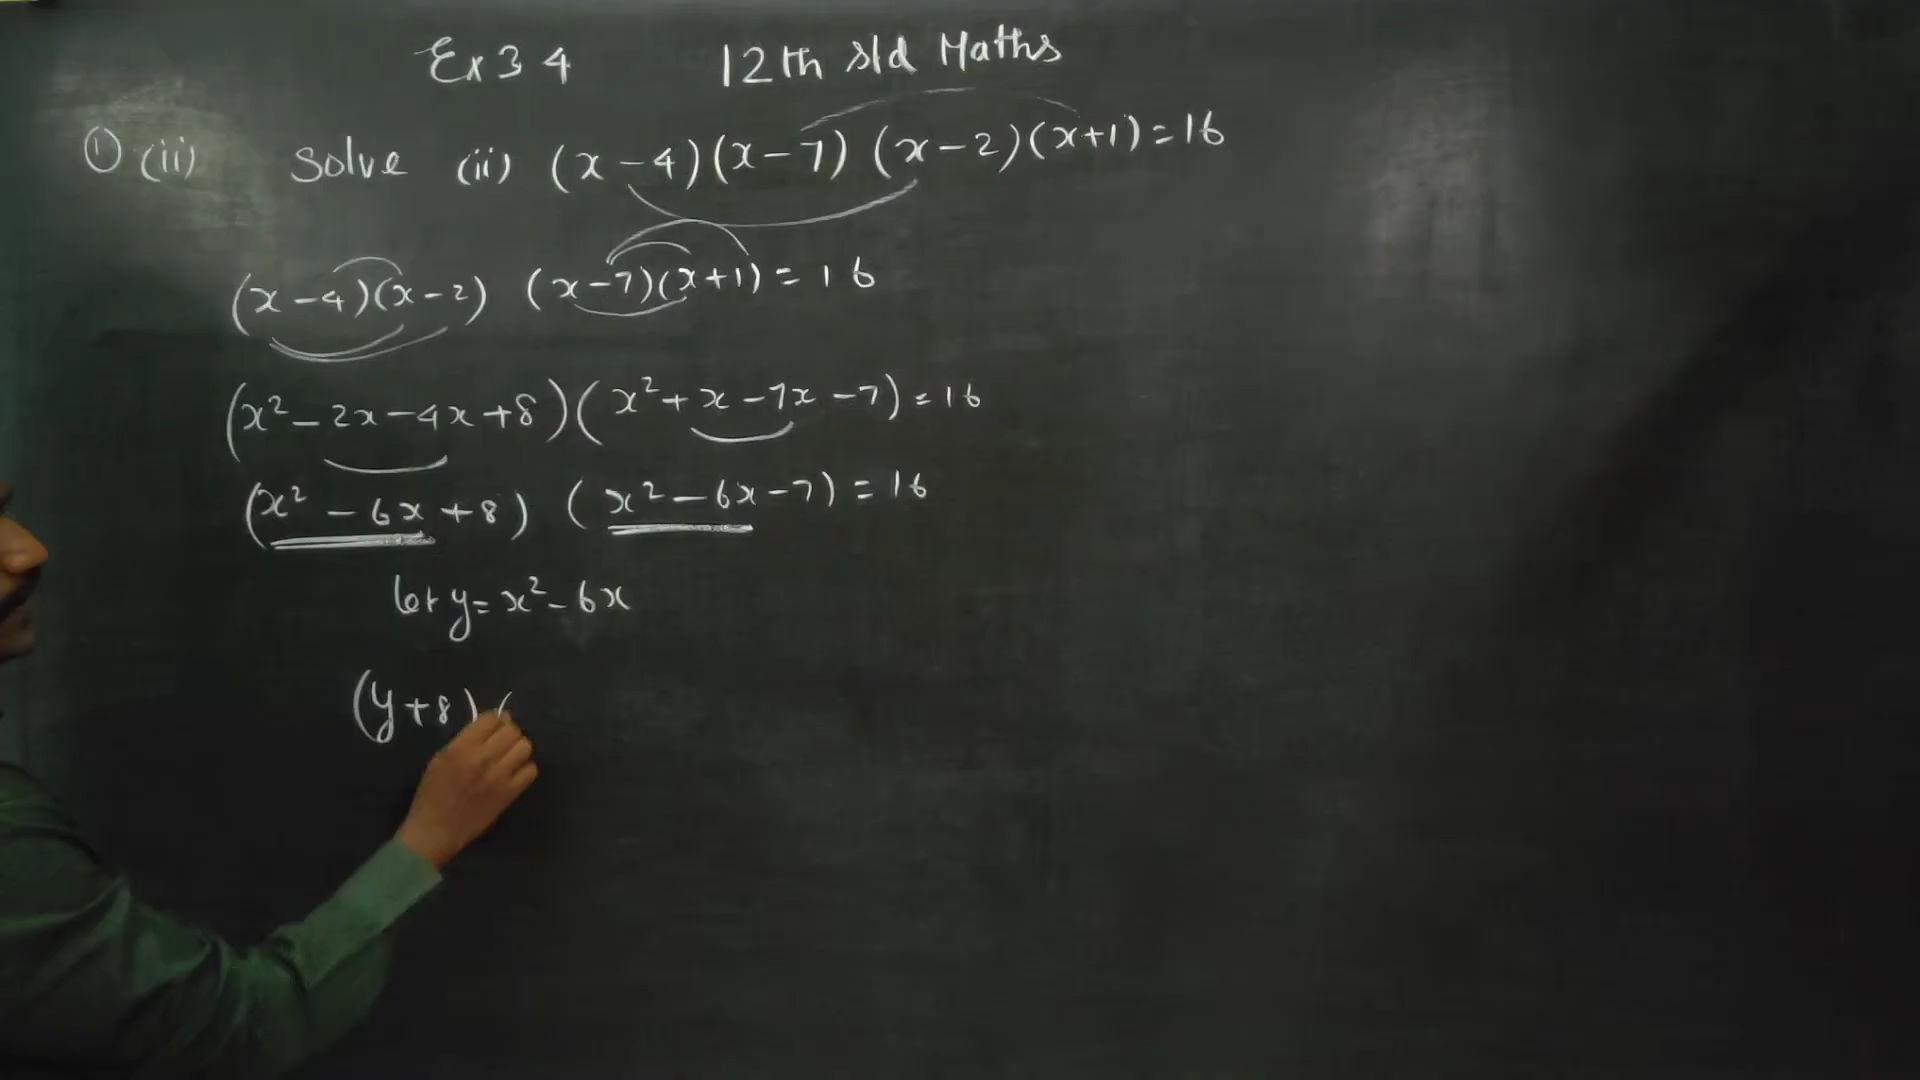 Ex 3 4 12th std Maths
① (ii) Solve (ii) (x-4)(x-7)(x-2)(x+1)=16
(x-4)(x-2) (x-7)(x+1)=16
(x²-2x-4x+8)(x²+x-7x-7)=16
(x²-6x+8) (x²-6x-7)=16
let y=x²-6x
(y+8)(